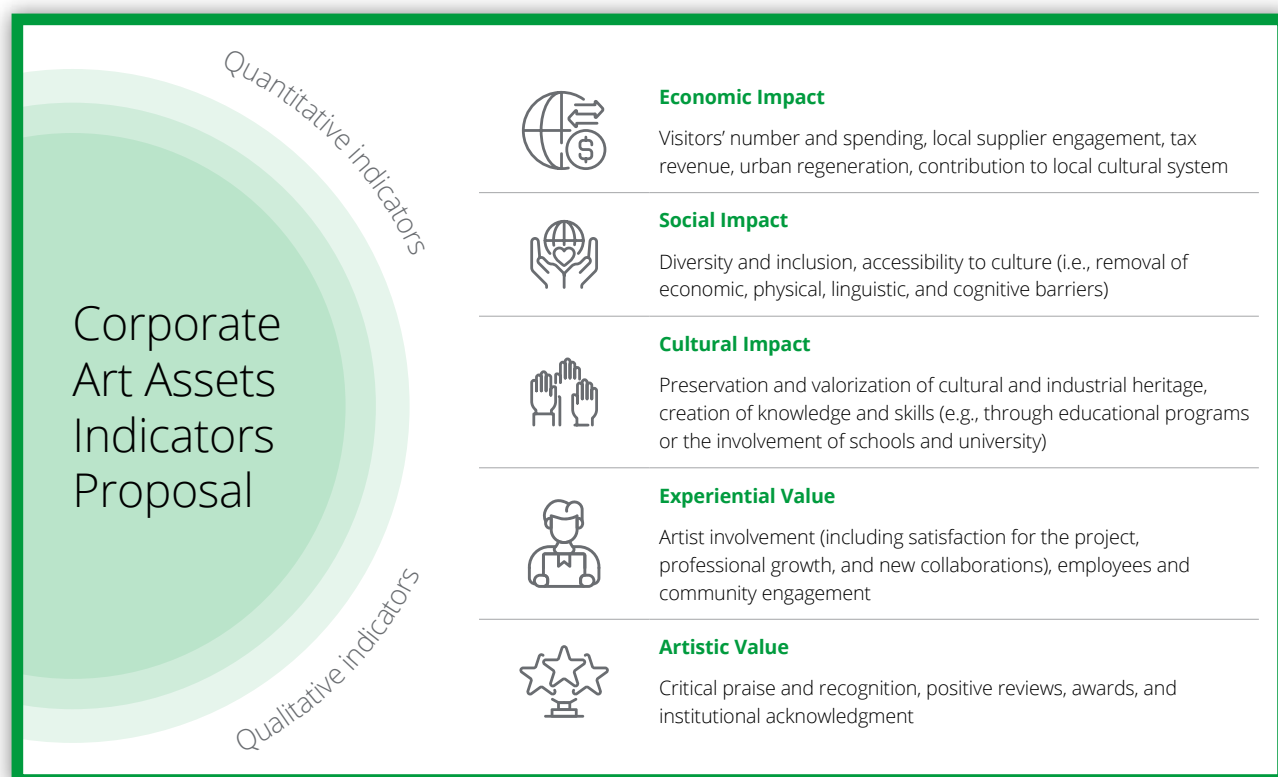 Quantitative indicators
Corporate
Art Assets
Indicators
Proposal
Qualitative indicators
Economic Impact
Visitors’ number and spending, local supplier engagement, tax
revenue, urban regeneration, contribution to local cultural system
Social Impact
Diversity and inclusion, accessibility to culture (i.e., removal of
economic, physical, linguistic, and cognitive barriers)
Cultural Impact
Preservation and valorization of cultural and industrial heritage,
creation of knowledge and skills (e.g., through educational programs
or the involvement of schools and university)
Experiential Value
Artist involvement (including satisfaction for the project,
professional growth, and new collaborations), employees and
community engagement
Artistic Value
Critical praise and recognition, positive reviews, awards, and
institutional acknowledgment